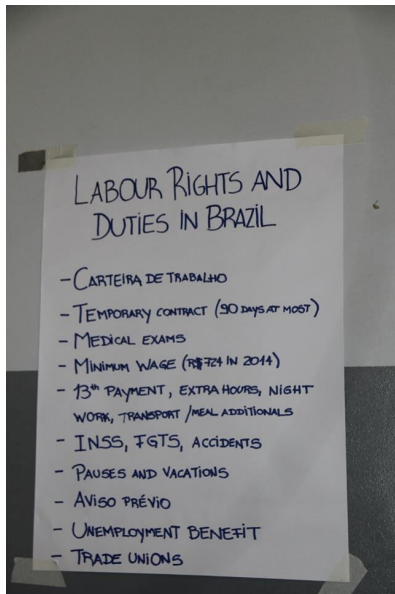 LABOUR RIGHTS AND
DUTIES IN BRAZIL
- CARTEIRA DE TRABALHO
- TEMPORARY CONTRACT (90 DAYS AT MOST)
- MEDICAL EXAMS
- MINIMUM WAGE (R$724 IN 2014)
- 13th PAYMENT, EXTRA HOURS, NIGHT
WORK, TRANSPORT/MEAL ADDITIONALS
- INSS, FGTS, ACCIDENTS
- PAUSES AND VACATIONS
- AVISO PRÉVIO
- UNEMPLOYMENT BENEFIT
- TRADE UNIONS